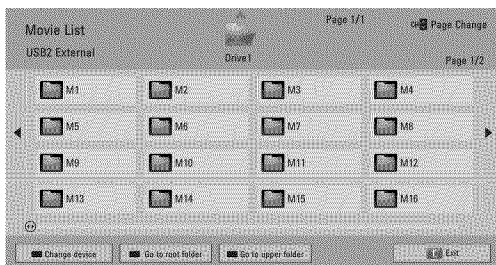 Movie List
Page 1/1
CH Page Change
USB2 External
Drive1
Page 1/2
M1 M2 M3 M4
M5 M6 M7 M8
M9 M10 M11 M12
M13 M14 M15 M16
Change device Go to root folder Go to upper folder Exit